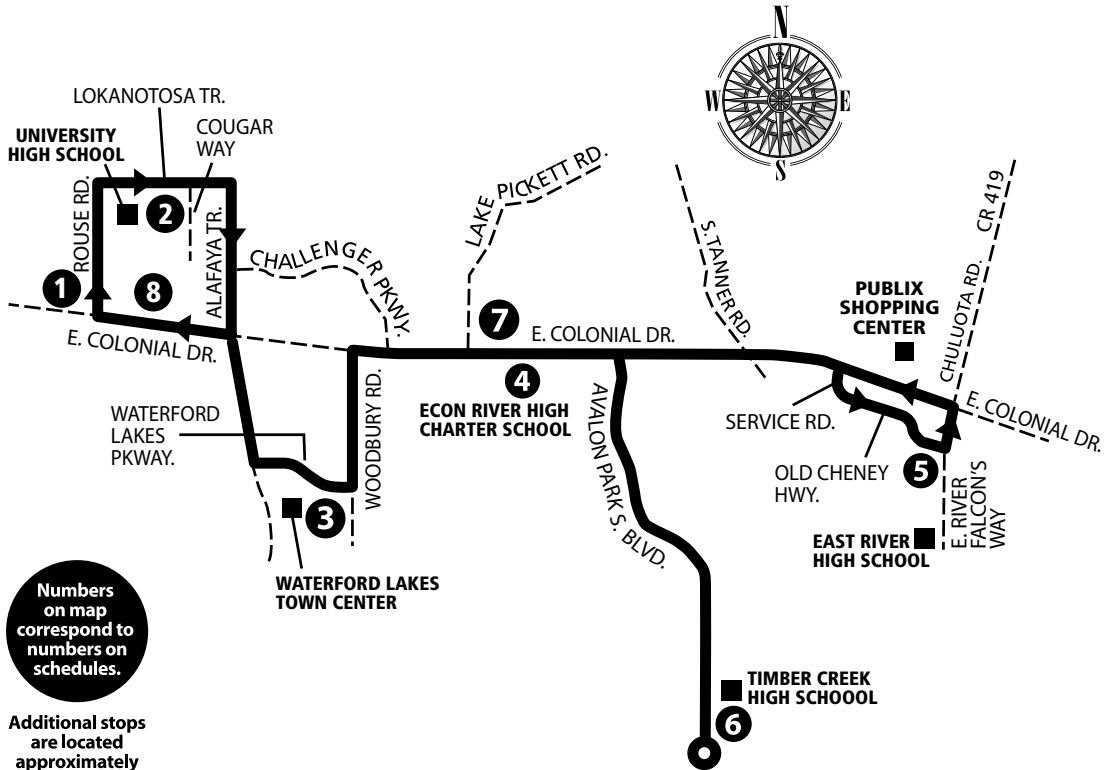 N
W
E
S
LOKANOTOSA TR.
UNIVERSITY
HIGH SCHOOL
COUGAR
WAY
2
ROUSE RD.
ALAFAYA TR.
1
8
E. COLONIAL DR.
CHALLENGER PKWY.
LAKE PICKETT RD.
S. TANNER RD.
CR 419
CHULUOTA RD.
PUBLIX
SHOPPING
CENTER
7
E. COLONIAL DR.
4
ECON RIVER HIGH
CHARTER SCHOOL
WATERFORD
LAKES
PKWAY.
WOODBURY RD.
AVALON PARK S. BLVD.
SERVICE RD.
E. COLONIAL DR.
OLD CHENEY
HWY.
5
E. RIVER
FALCON'S
WAY
3
EAST RIVER
HIGH SCHOOL
WATERFORD LAKES
TOWN CENTER
Numbers
on map
correspond to
numbers on
schedules.
TIMBER CREEK
HIGH SCHOOOL
6
Additional stops
are located
approximately